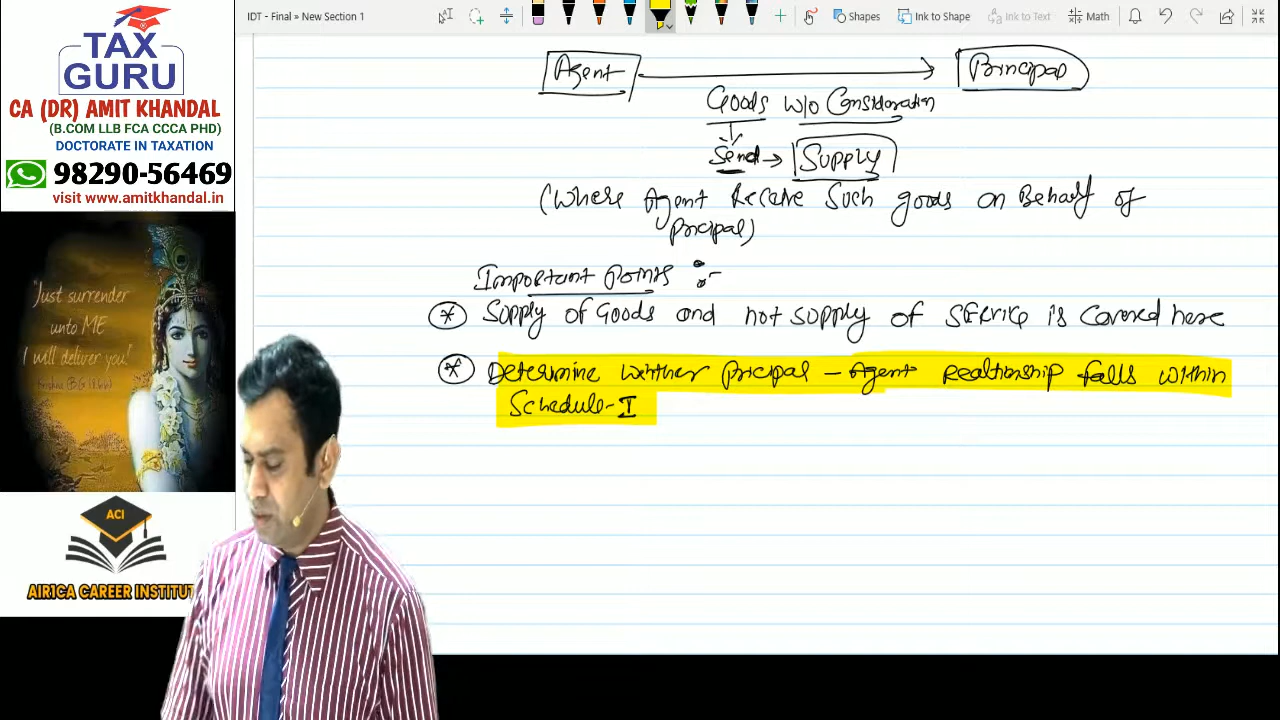 IDT - Final » New Section 1
Shapes
Ink to Shape
Ink to Text
Math
TAX
GURU
CA (DR) AMIT KHANDAL
(B.COM LLB FCA CCCA PHD)
DOCTORATE IN TAXATION
98290-56469
visit www.amitkhandal.in
"Just surrender
unto ME
I will deliver you!"
Krishna (BG 18.66)
ACI
AIRICA CAREER INSTITUT
Agent
Principal
Goods w/o Consideration
Send → Supply
(Where Agent Receive Such goods on Behalf of
Principal)
Important Points :-
* Supply of Goods and not supply of Service is covered here
* Determine whether Principal - Agent Realtionship falls within
Schedule-I